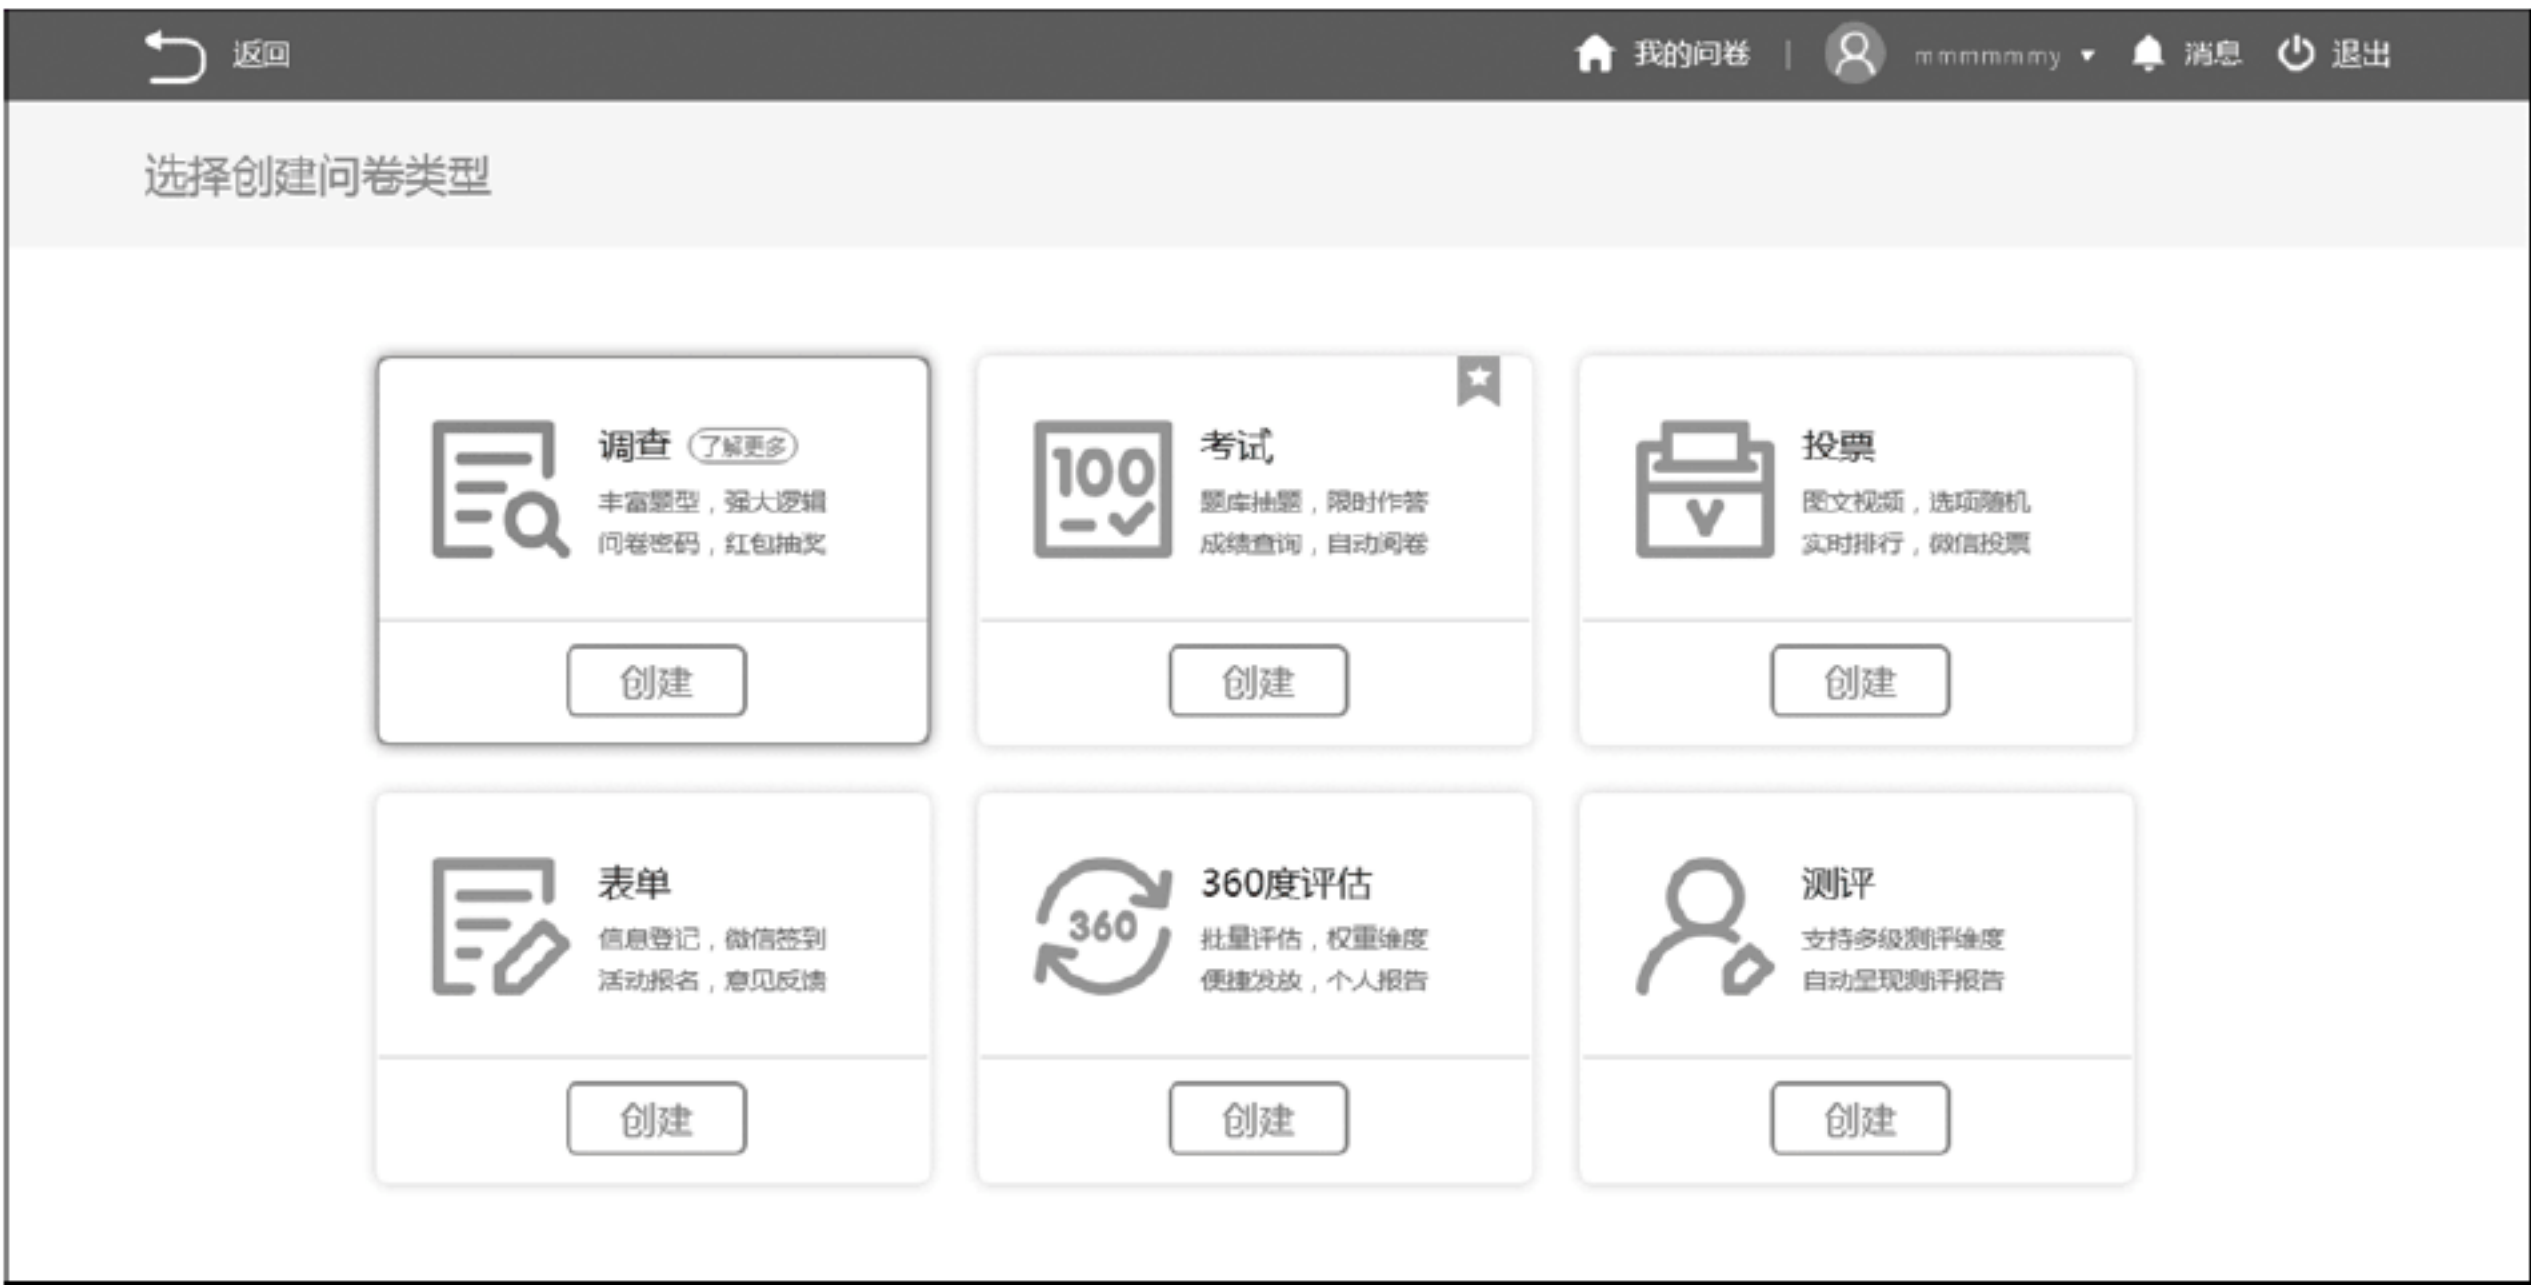 返回 我的问卷 | mmmmmmy 消息 退出
选择创建问卷类型
调查 了解更多
丰富题型，强大逻辑
问卷密码，红包抽奖
创建
100
考试
题库抽题，限时作答
成绩查询，自动阅卷
创建
投票
图文视频，选项随机
实时排行，微信投票
创建
表单
信息登记，微信签到
活动报名，意见反馈
创建
360
360度评估
批量评估，权重维度
便捷发放，个人报告
创建
测评
支持多级测评维度
自动呈现测评报告
创建